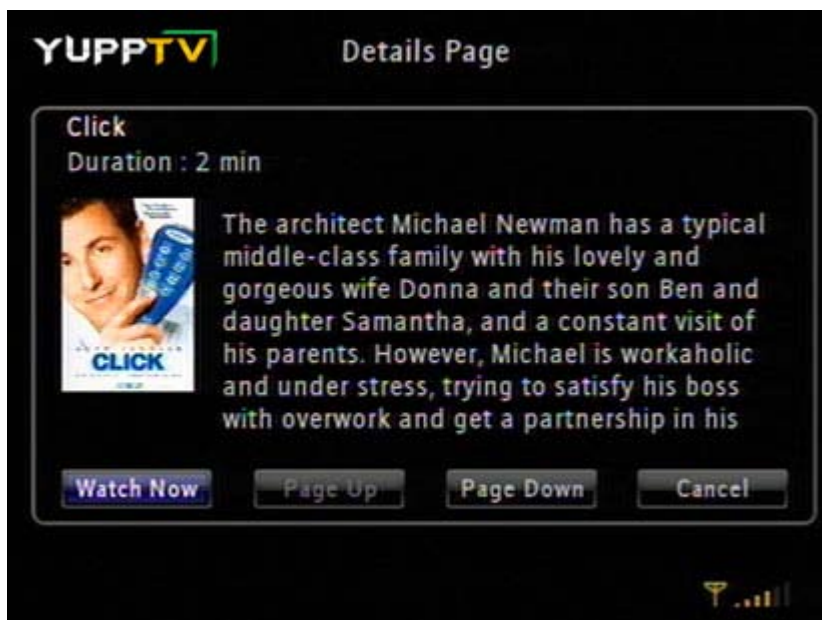 YUPPTV
Details Page
Click
Duration : 2 min
The architect Michael Newman has a typical
middle-class family with his lovely and
gorgeous wife Donna and their son Ben and
daughter Samantha, and a constant visit of
his parents. However, Michael is workaholic
and under stress, trying to satisfy his boss
with overwork and get a partnership in his
CLICK
Watch Now
Page Up
Page Down
Cancel